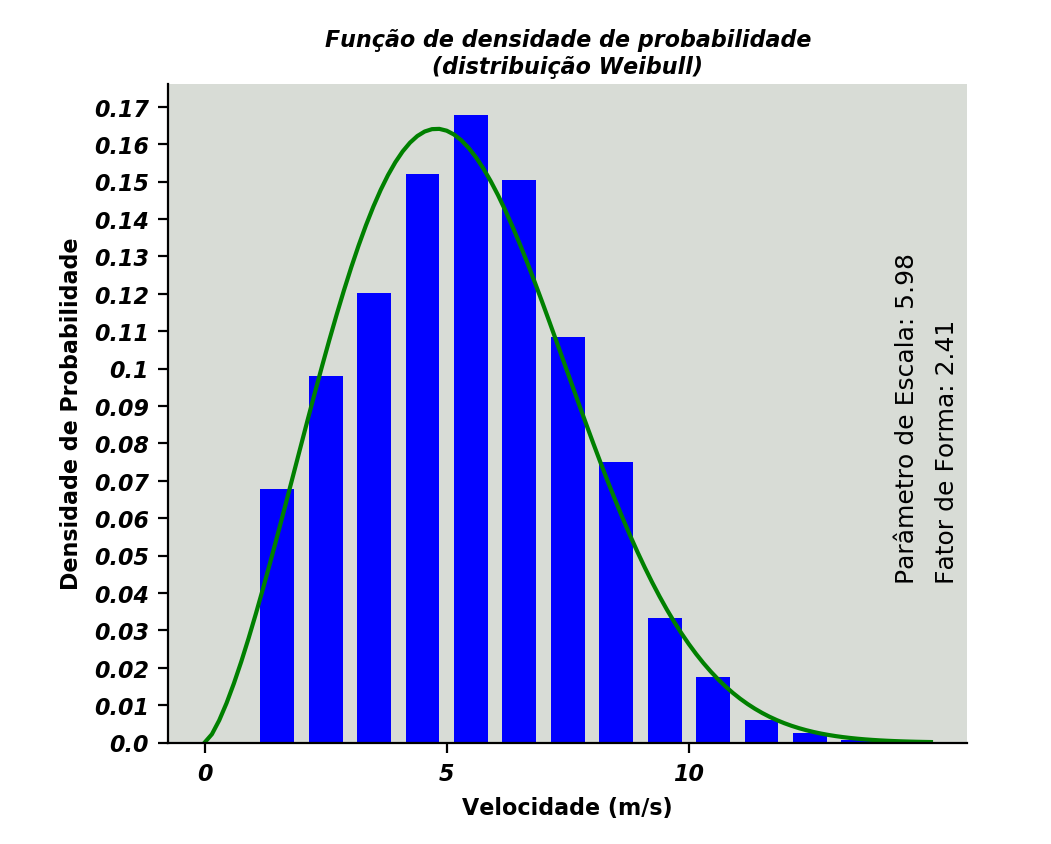 Função de densidade de probabilidade
(distribuição Weibull)
0.17
0.16
0.15
0.14
0.13
0.12
0.11
0.1
0.09
0.08
0.07
0.06
0.05
0.04
0.03
0.02
0.01
0.0
Densidade de Probabilidade
Parâmetro de Escala: 5.98
Fator de Forma: 2.41
0 5 10
Velocidade (m/s)